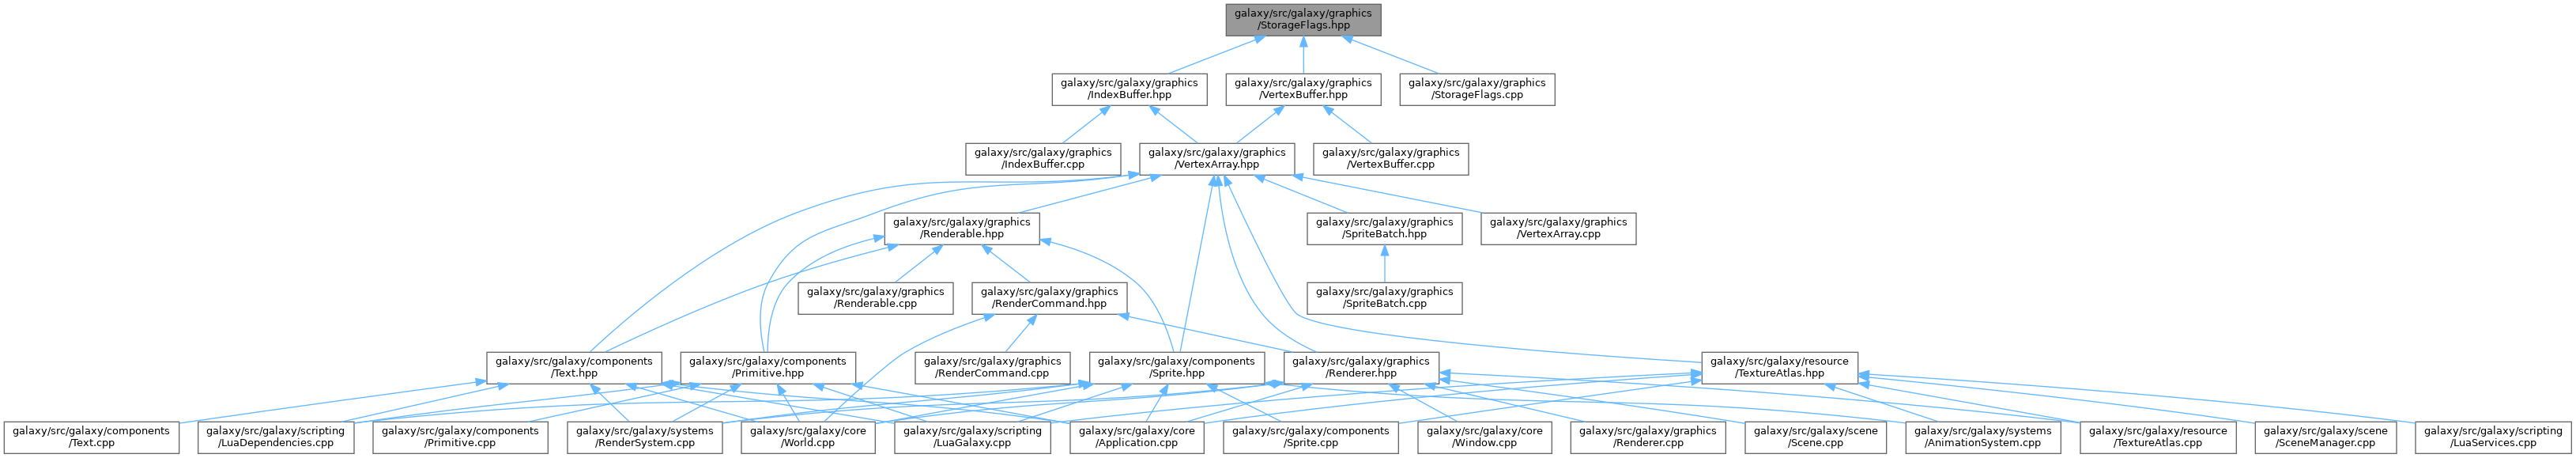 galaxy/src/galaxy/graphics
/StorageFlags.hpp
galaxy/src/galaxy/graphics
/IndexBuffer.hpp
galaxy/src/galaxy/graphics
/VertexBuffer.hpp
galaxy/src/galaxy/graphics
/StorageFlags.cpp
galaxy/src/galaxy/graphics
/IndexBuffer.cpp
galaxy/src/galaxy/graphics
/VertexArray.hpp
galaxy/src/galaxy/graphics
/VertexBuffer.cpp
galaxy/src/galaxy/graphics
/Renderable.hpp
galaxy/src/galaxy/graphics
/SpriteBatch.hpp
galaxy/src/galaxy/graphics
/VertexArray.cpp
galaxy/src/galaxy/graphics
/Renderable.cpp
galaxy/src/galaxy/graphics
/RenderCommand.hpp
galaxy/src/galaxy/graphics
/SpriteBatch.cpp
galaxy/src/galaxy/components
/Text.hpp
galaxy/src/galaxy/components
/Primitive.hpp
galaxy/src/galaxy/graphics
/RenderCommand.cpp
galaxy/src/galaxy/components
/Sprite.hpp
galaxy/src/galaxy/graphics
/Renderer.hpp
galaxy/src/galaxy/resource
/TextureAtlas.hpp
galaxy/src/galaxy/components
/Text.cpp
galaxy/src/galaxy/scripting
/LuaDependencies.cpp
galaxy/src/galaxy/components
/Primitive.cpp
galaxy/src/galaxy/systems
/RenderSystem.cpp
galaxy/src/galaxy/core
/World.cpp
galaxy/src/galaxy/scripting
/LuaGalaxy.cpp
galaxy/src/galaxy/core
/Application.cpp
galaxy/src/galaxy/components
/Sprite.cpp
galaxy/src/galaxy/core
/Window.cpp
galaxy/src/galaxy/graphics
/Renderer.cpp
galaxy/src/galaxy/scene
/Scene.cpp
galaxy/src/galaxy/systems
/AnimationSystem.cpp
galaxy/src/galaxy/resource
/TextureAtlas.cpp
galaxy/src/galaxy/scene
/SceneManager.cpp
galaxy/src/galaxy/scripting
/LuaServices.cpp